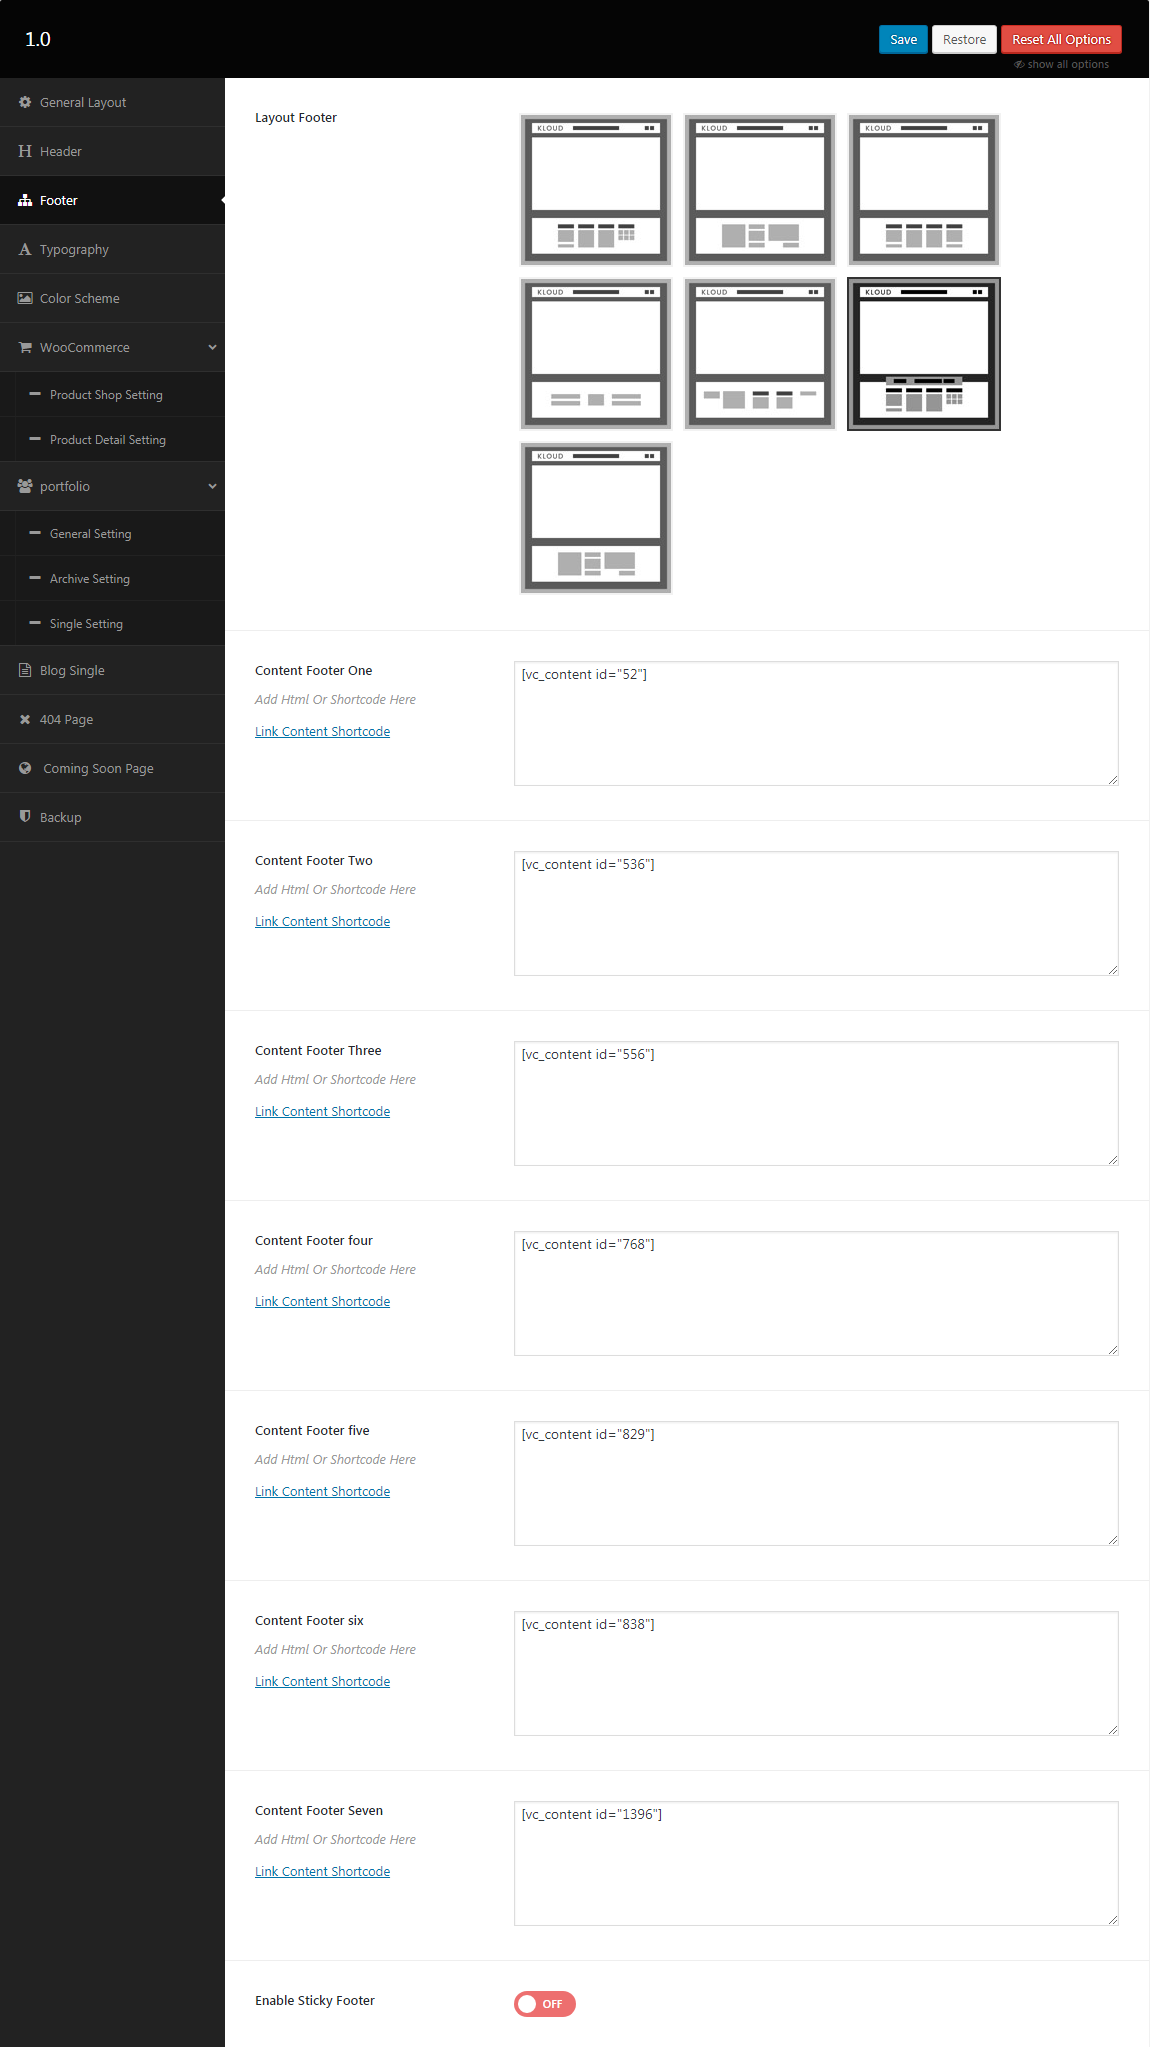 1.0
Save
Restore
Reset All Options
show all options
General Layout
Header
Footer
Typography
Color Scheme
WooCommerce
Product Shop Setting
Product Detail Setting
portfolio
General Setting
Archive Setting
Single Setting
Blog Single
404 Page
Coming Soon Page
Backup
Layout Footer
KLOUD
KLOUD
KLOUD
KLOUD
KLOUD
KLOUD
KLOUD
Content Footer One
Add Html Or Shortcode Here
Link Content Shortcode
[vc_content id="52"]
Content Footer Two
Add Html Or Shortcode Here
Link Content Shortcode
[vc_content id="536"]
Content Footer Three
Add Html Or Shortcode Here
Link Content Shortcode
[vc_content id="556"]
Content Footer four
Add Html Or Shortcode Here
Link Content Shortcode
[vc_content id="768"]
Content Footer five
Add Html Or Shortcode Here
Link Content Shortcode
[vc_content id="829"]
Content Footer six
Add Html Or Shortcode Here
Link Content Shortcode
[vc_content id="838"]
Content Footer Seven
Add Html Or Shortcode Here
Link Content Shortcode
[vc_content id="1396"]
Enable Sticky Footer
OFF